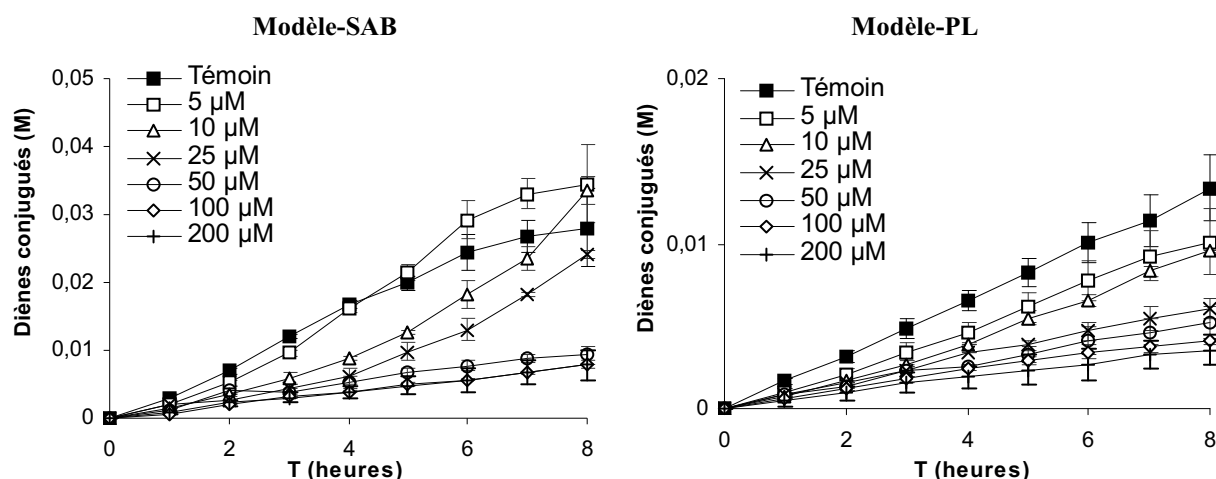 Modèle-SAB
Diènes conjugués (M)
0,05
0,04
0,03
0,02
0,01
0
Témoin
5 µM
10 µM
25 µM
50 µM
100 µM
200 µM
0 2 4 6 8
T (heures)
Modèle-PL
Diènes conjugués (M)
0,02
0,01
0,00
Témoin
5 µM
10 µM
25 µM
50 µM
100 µM
200 µM
0 2 4 6 8
T (heures)